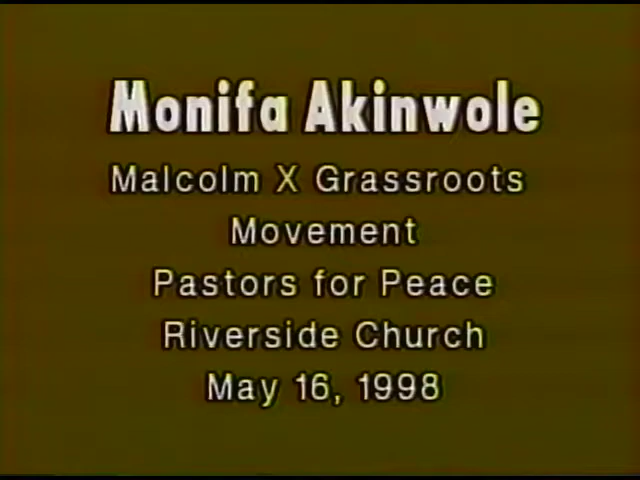 Monifa Akinwole
Malcolm X Grassroots
Movement
Pastors for Peace
Riverside Church
May 16, 1998